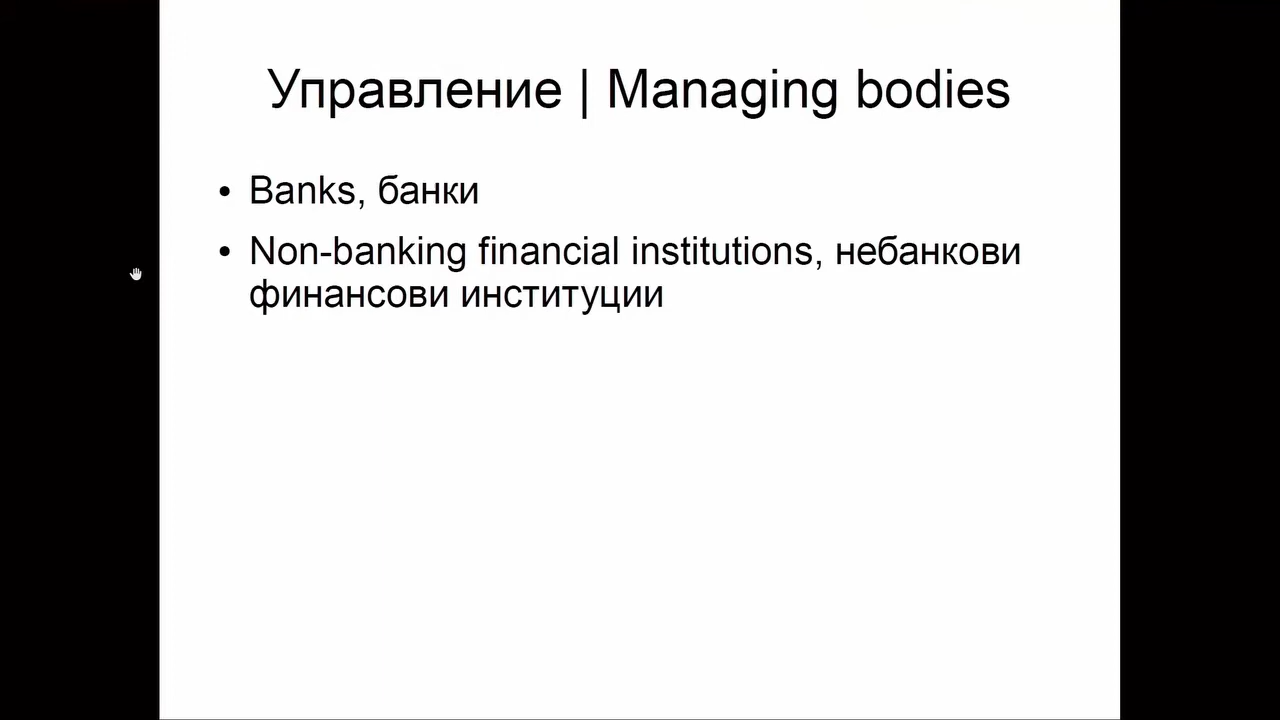 Управление | Managing bodies
• Banks, банки
• Non-banking financial institutions, небанкови
финансови институции